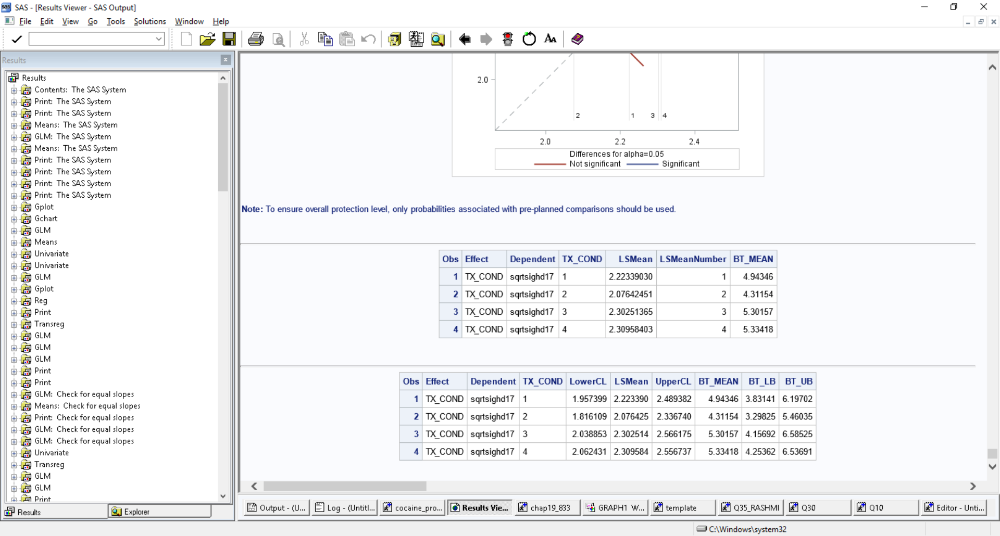 SAS - [Results Viewer - SAS Output]
File Edit View Go Tools Solutions Window Help
Results
Results
Contents: The SAS System
Print: The SAS System
Print: The SAS System
Means: The SAS System
GLM: The SAS System
Means: The SAS System
Print: The SAS System
Print: The SAS System
Print: The SAS System
Print: The SAS System
Gplot
Gchart
GLM
Means
Univariate
Univariate
GLM
Gplot
Reg
Print
Transreg
GLM
GLM
GLM
Print
Print
GLM: Check for equal slopes
Means: Check for equal slopes
Print: Check for equal slopes
GLM: Check for equal slopes
GLM: Check for equal slopes
Univariate
Transreg
GLM
GLM
Print
Results Explorer
2.0
2 1 3 4
2.0 2.2 2.4
Differences for alpha=0.05
Not significant Significant
Note: To ensure overall protection level, only probabilities associated with pre-planned comparisons should be used.
Obs Effect Dependent TX_COND LSMean LSMeanNumber BT_MEAN
1 TX_COND sqrtsighd17 1 2.22339030 1 4.94346
2 TX_COND sqrtsighd17 2 2.07642451 2 4.31154
3 TX_COND sqrtsighd17 3 2.30251365 3 5.30157
4 TX_COND sqrtsighd17 4 2.30958403 4 5.33418
Obs Effect Dependent TX_COND LowerCL LSMean UpperCL BT_MEAN BT_LB BT_UB
1 TX_COND sqrtsighd17 1 1.957399 2.223390 2.489382 4.94346 3.83141 6.19702
2 TX_COND sqrtsighd17 2 1.816109 2.076425 2.336740 4.31154 3.29825 5.46035
3 TX_COND sqrtsighd17 3 2.038853 2.302514 2.566175 5.30157 4.15692 6.58525
4 TX_COND sqrtsighd17 4 2.062431 2.309584 2.556737 5.33418 4.25362 6.53691
Output - (U... Log - (Untitl... cocaine_pro... Results Vie... chap19_833 GRAPH1 W... template Q35_RASHMI Q30 Q10 Editor - Unti...
C:\Windows\system32